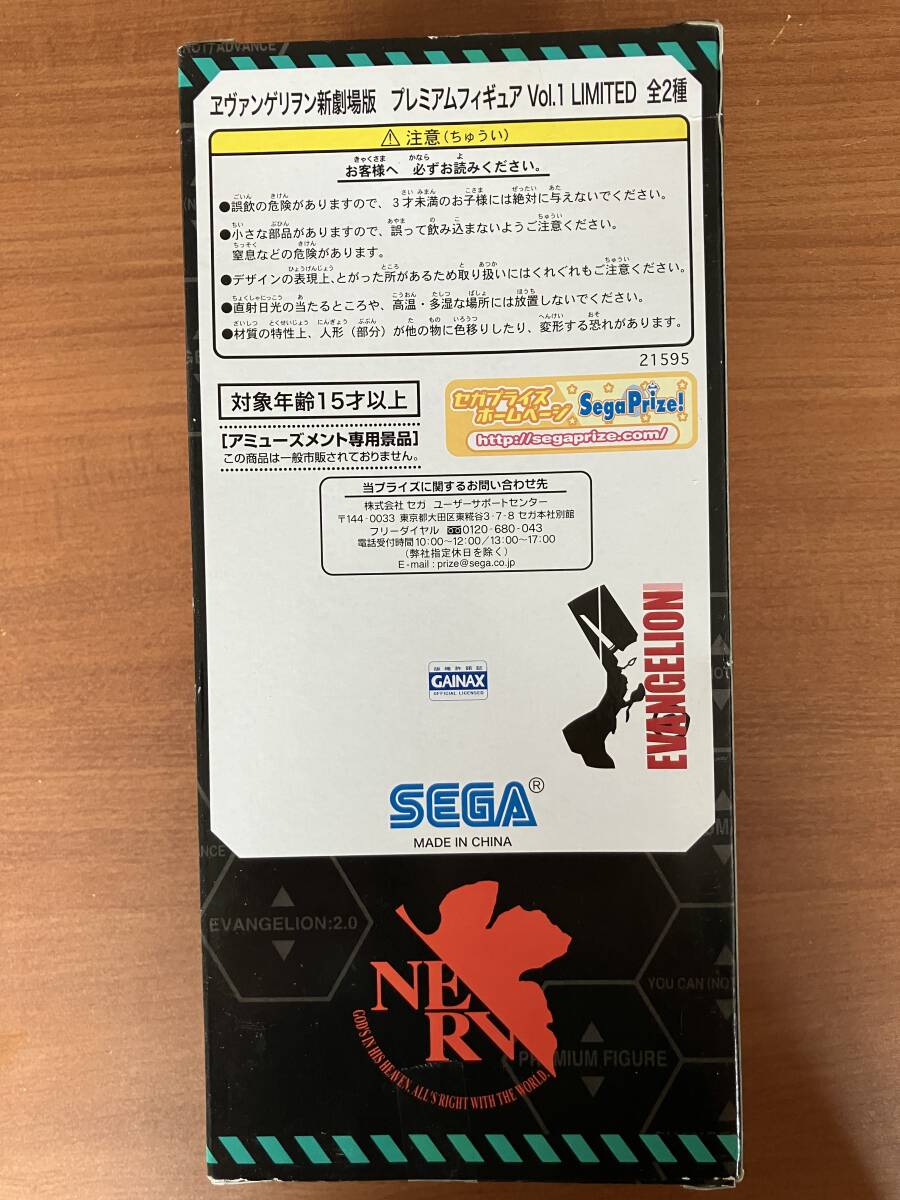 NOT/ADVANCE
ヱヴァンゲリヲン新劇場版 プレミアムフィギュア Vol.1 LIMITED 全2種
⚠ 注意(ちゅうい)
お客様へ 必ずお読みください。
●誤飲の危険がありますので、3才未満のお子様には絶対に与えないでください。
●小さな部品がありますので、誤って飲み込まないようご注意ください。
窒息などの危険があります。
●デザインの表現上、とがった所があるため取り扱いにはくれぐれもご注意ください。
●直射日光の当たるところや、高温・多湿な場所には放置しないでください。
●材質の特性上、人形(部分)が他の物に色移りしたり、変形する恐れがあります。
21595
対象年齢15才以上
[アミューズメント専用景品]
この商品は一般市販されておりません。
セガプライズ
ホームページ
SegaPrize!
http://segaprize.com/
当プライズに関するお問い合わせ先
株式会社 セガ ユーザーサポートセンター
〒144-0033 東京都大田区東糀谷3-7-8 セガ本社別館
フリーダイヤル 0120-680-043
電話受付時間 10:00~12:00/13:00~17:00
(弊社指定休日を除く)
E-mail : prize@sega.co.jp
EVANGELION
版権許諾証
GAINAX
OFFICIAL LICENSED
SEGA®
MADE IN CHINA
EVANGELION:2.0
YOU CAN (NO
NERV
GOD'S IN HIS HEAVEN. ALL'S RIGHT WITH THE WORLD.
PREMIUM FIGURE